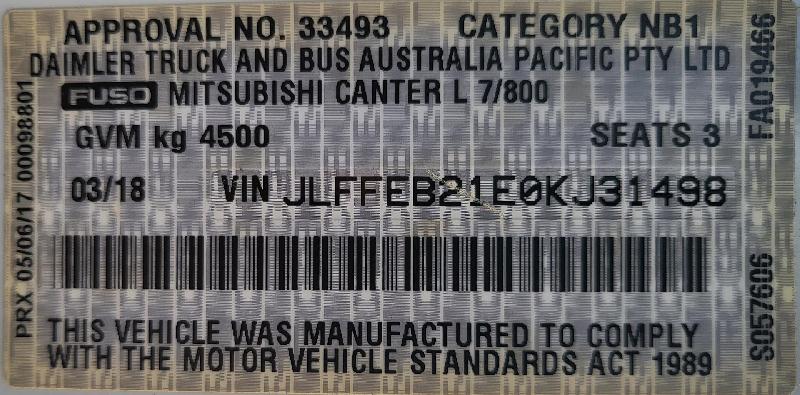 APPROVAL NO. 33493 CATEGORY NB1
DAIMLER TRUCK AND BUS AUSTRALIA PACIFIC PTY LTD
FUSO MITSUBISHI CANTER L 7/800
GVM kg 4500 SEATS 3
03/18 VIN JLFFEB21E0KJ31498
THIS VEHICLE WAS MANUFACTURED TO COMPLY
WITH THE MOTOR VEHICLE STANDARDS ACT 1989
PRX 05/06/17 00098801
FA019466
S057606